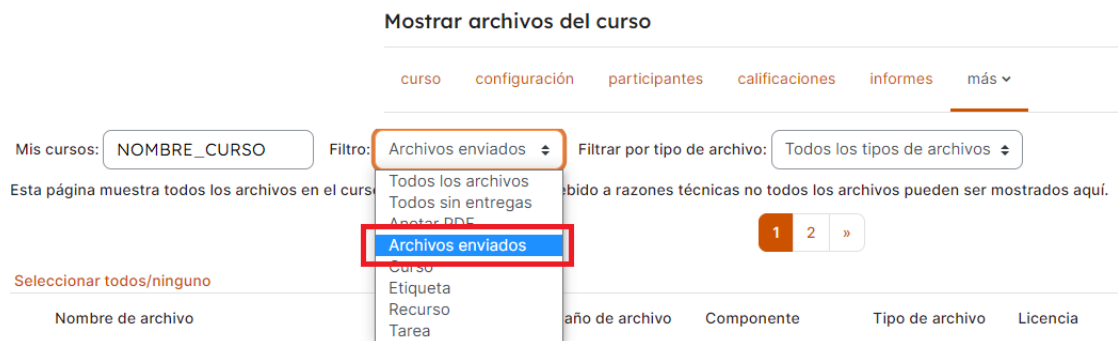 Mostrar archivos del curso
curso configuración participantes calificaciones informes más
Mis cursos: NOMBRE_CURSO Filtro: Archivos enviados Filtrar por tipo de archivo: Todos los tipos de archivos
Esta página muestra todos los archivos en el curs ebido a razones técnicas no todos los archivos pueden ser mostrados aquí.
Todos los archivos
Todos sin entregas
Anotar PDF
Archivos enviados
Curso
Etiqueta
Recurso
Tarea
1 2 »
Seleccionar todos/ninguno
Nombre de archivo año de archivo Componente Tipo de archivo Licencia